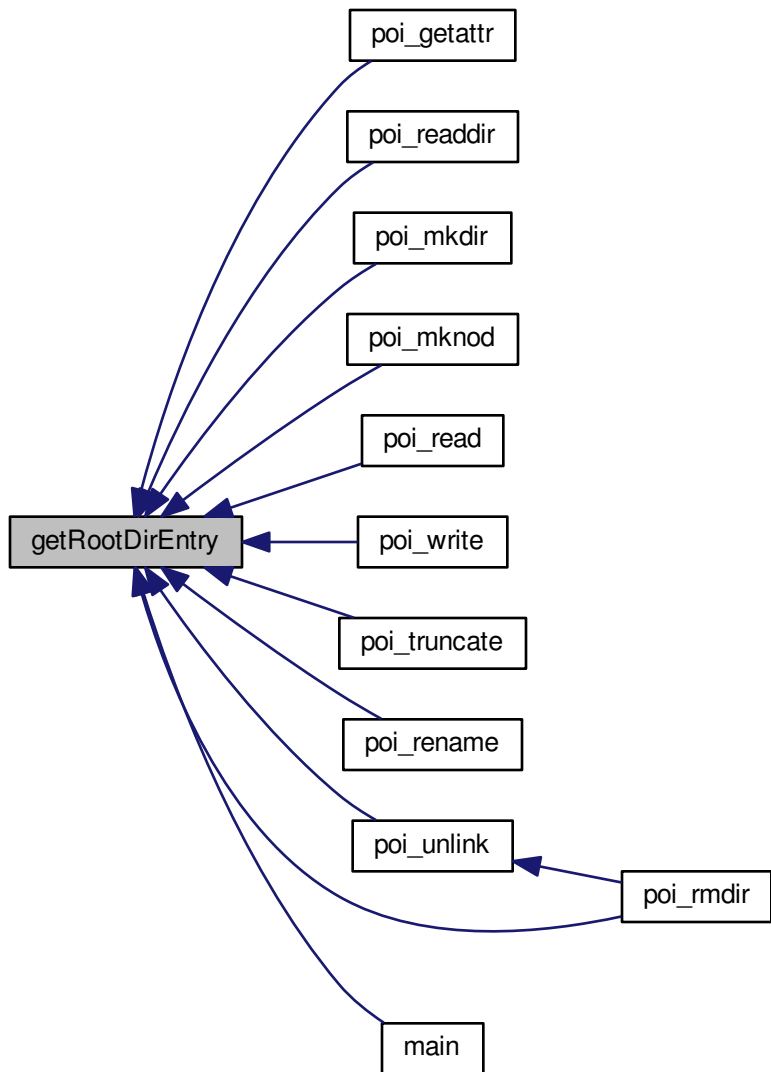 poi_getattr
poi_readdir
poi_mkdir
poi_mknod
poi_read
getRootDirEntry
poi_write
poi_truncate
poi_rename
poi_unlink
poi_rmdir
main